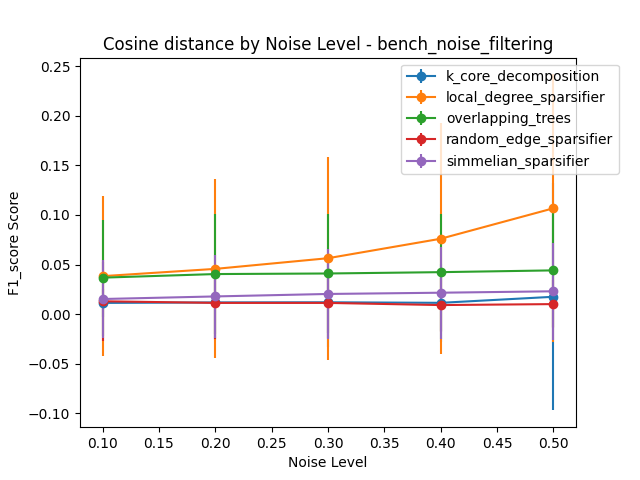 Cosine distance by Noise Level - bench_noise_filtering
k_core_decomposition
local_degree_sparsifier
overlapping_trees
random_edge_sparsifier
simmelian_sparsifier
F1_score Score
0.25
0.20
0.15
0.10
0.05
0.00
−0.05
−0.10
0.10 0.15 0.20 0.25 0.30 0.35 0.40 0.45 0.50
Noise Level